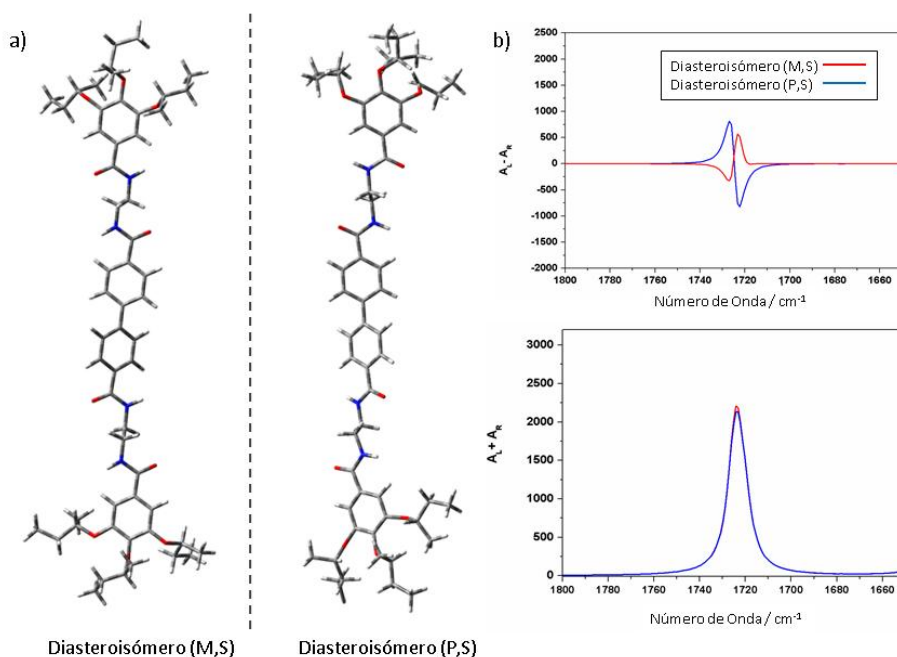 a)
Diasteroisómero (M,S)
Diasteroisómero (P,S)
b)
2500
2000
1500
1000
500
0
-500
-1000
-1500
-2000
A_L - A_R
Diasteroisómero (M,S)
Diasteroisómero (P,S)
1800 1780 1760 1740 1720 1700 1680 1660
Número de Onda / cm⁻¹
3000
2500
2000
1500
1000
500
0
A_L + A_R
1800 1780 1760 1740 1720 1700 1680 1660
Número de Onda / cm⁻¹